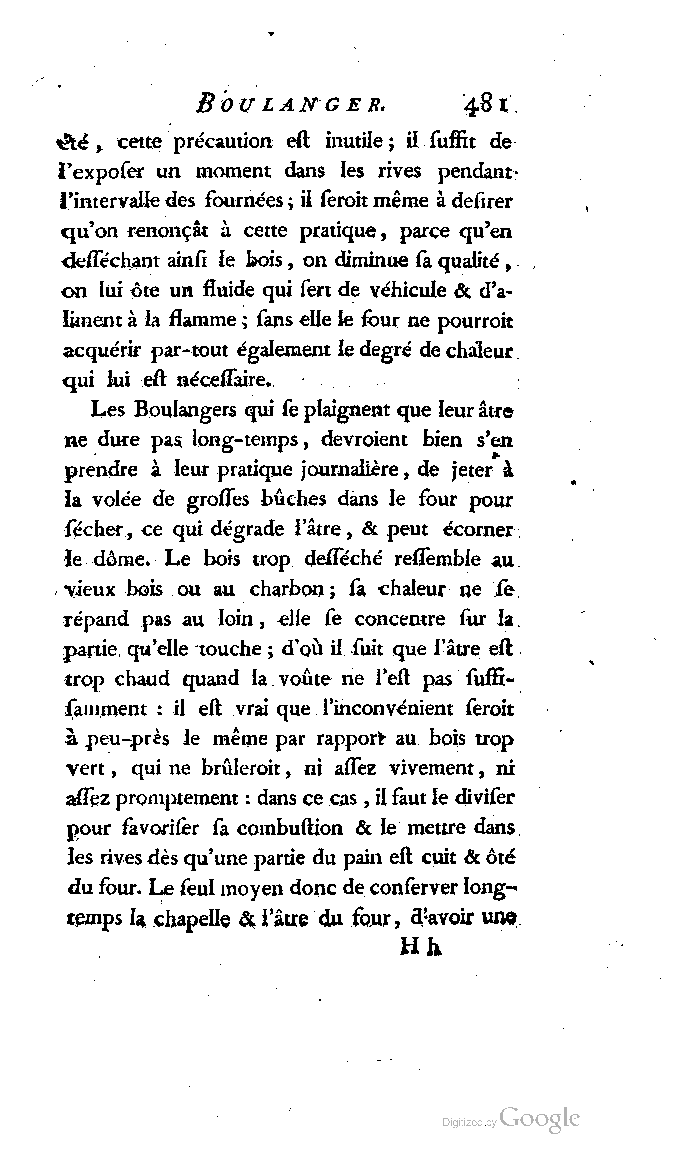 BOULANGER. 481
été, cette précaution eſt inutile ; il ſuffit de
l'expoſer un moment dans les rives pendant
l'intervalle des fournées ; il ſeroit même à deſirer
qu'on renonçât à cette pratique, parce qu'en
deſſéchant ainſi le bois, on diminue ſa qualité,
on lui ôte un fluide qui ſert de véhicule & d'a-
liment à la flamme ; ſans elle le four ne pourroit
acquérir par-tout également le degré de chaleur
qui lui eſt néceſſaire.
Les Boulangers qui ſe plaignent que leur âtre
ne dure pas long-temps, devroient bien s'en
prendre à leur pratique journalière, de jeter à
la volée de groſſes bûches dans le four pour
ſécher, ce qui dégrade l'âtre, & peut écorner
le dôme. Le bois trop deſſéché reſſemble au
vieux bois ou au charbon ; ſa chaleur ne ſe
répand pas au loin, elle ſe concentre ſur la
partie qu'elle touche ; d'où il ſuit que l'âtre eſt
trop chaud quand la voûte ne l'eſt pas ſuffi-
ſamment : il eſt vrai que l'inconvénient ſeroit
à peu-près le même par rapport au bois trop
vert, qui ne brûleroit, ni aſſez vivement, ni
aſſez promptement : dans ce cas, il faut le diviſer
pour favoriſer ſa combuſtion & le mettre dans
les rives dès qu'une partie du pain eſt cuit & ôté
du four. Le ſeul moyen donc de conſerver long-
temps la chapelle & l'âtre du four, d'avoir une
H h
Digitized by Google